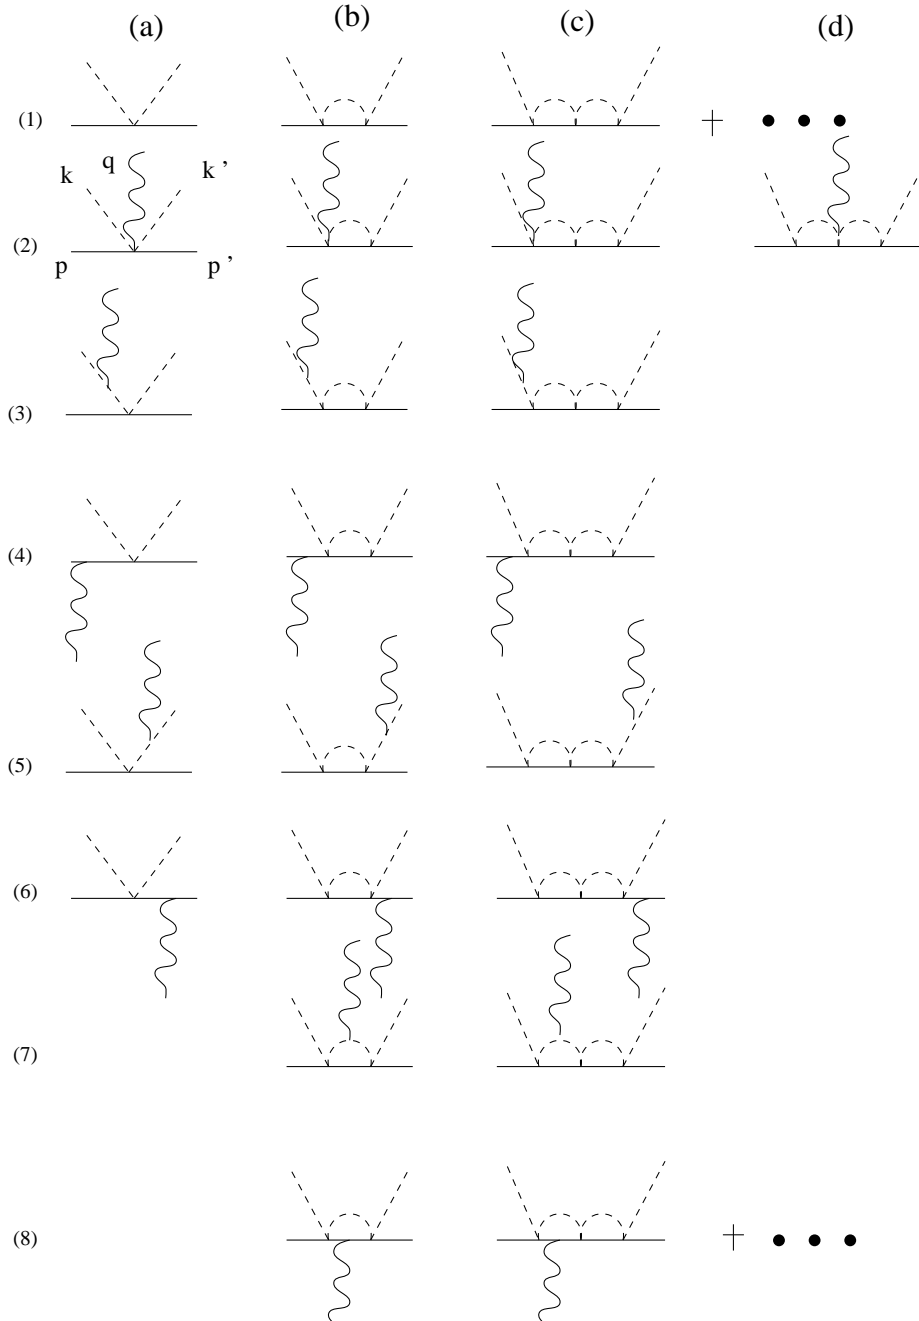 (a) (b) (c) (d)
(1) + • • •
k q k'
(2)
p p'
(3)
(4)
(5)
(6)
(7)
(8) + • • •